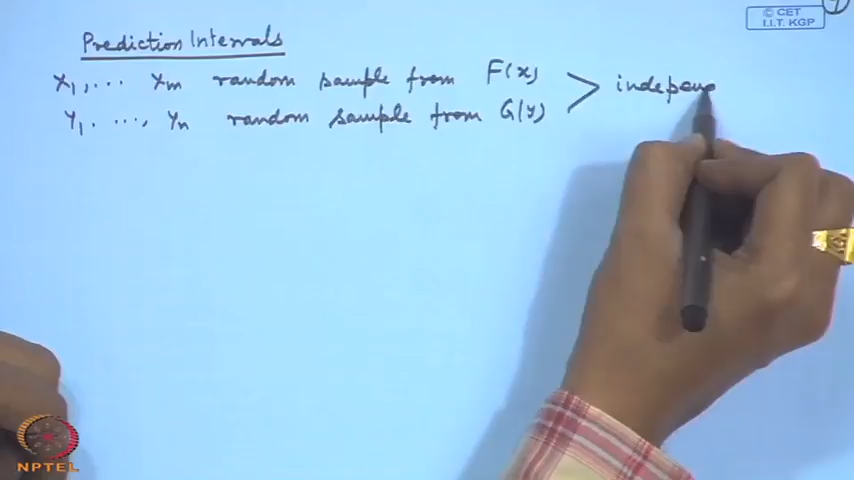 © CET
I.I.T. KGP
Prediction Intervals
X₁, ... Xₘ random sample from F(x)
Y₁, ..., Yₙ random sample from G(y) > indepen
NPTEL